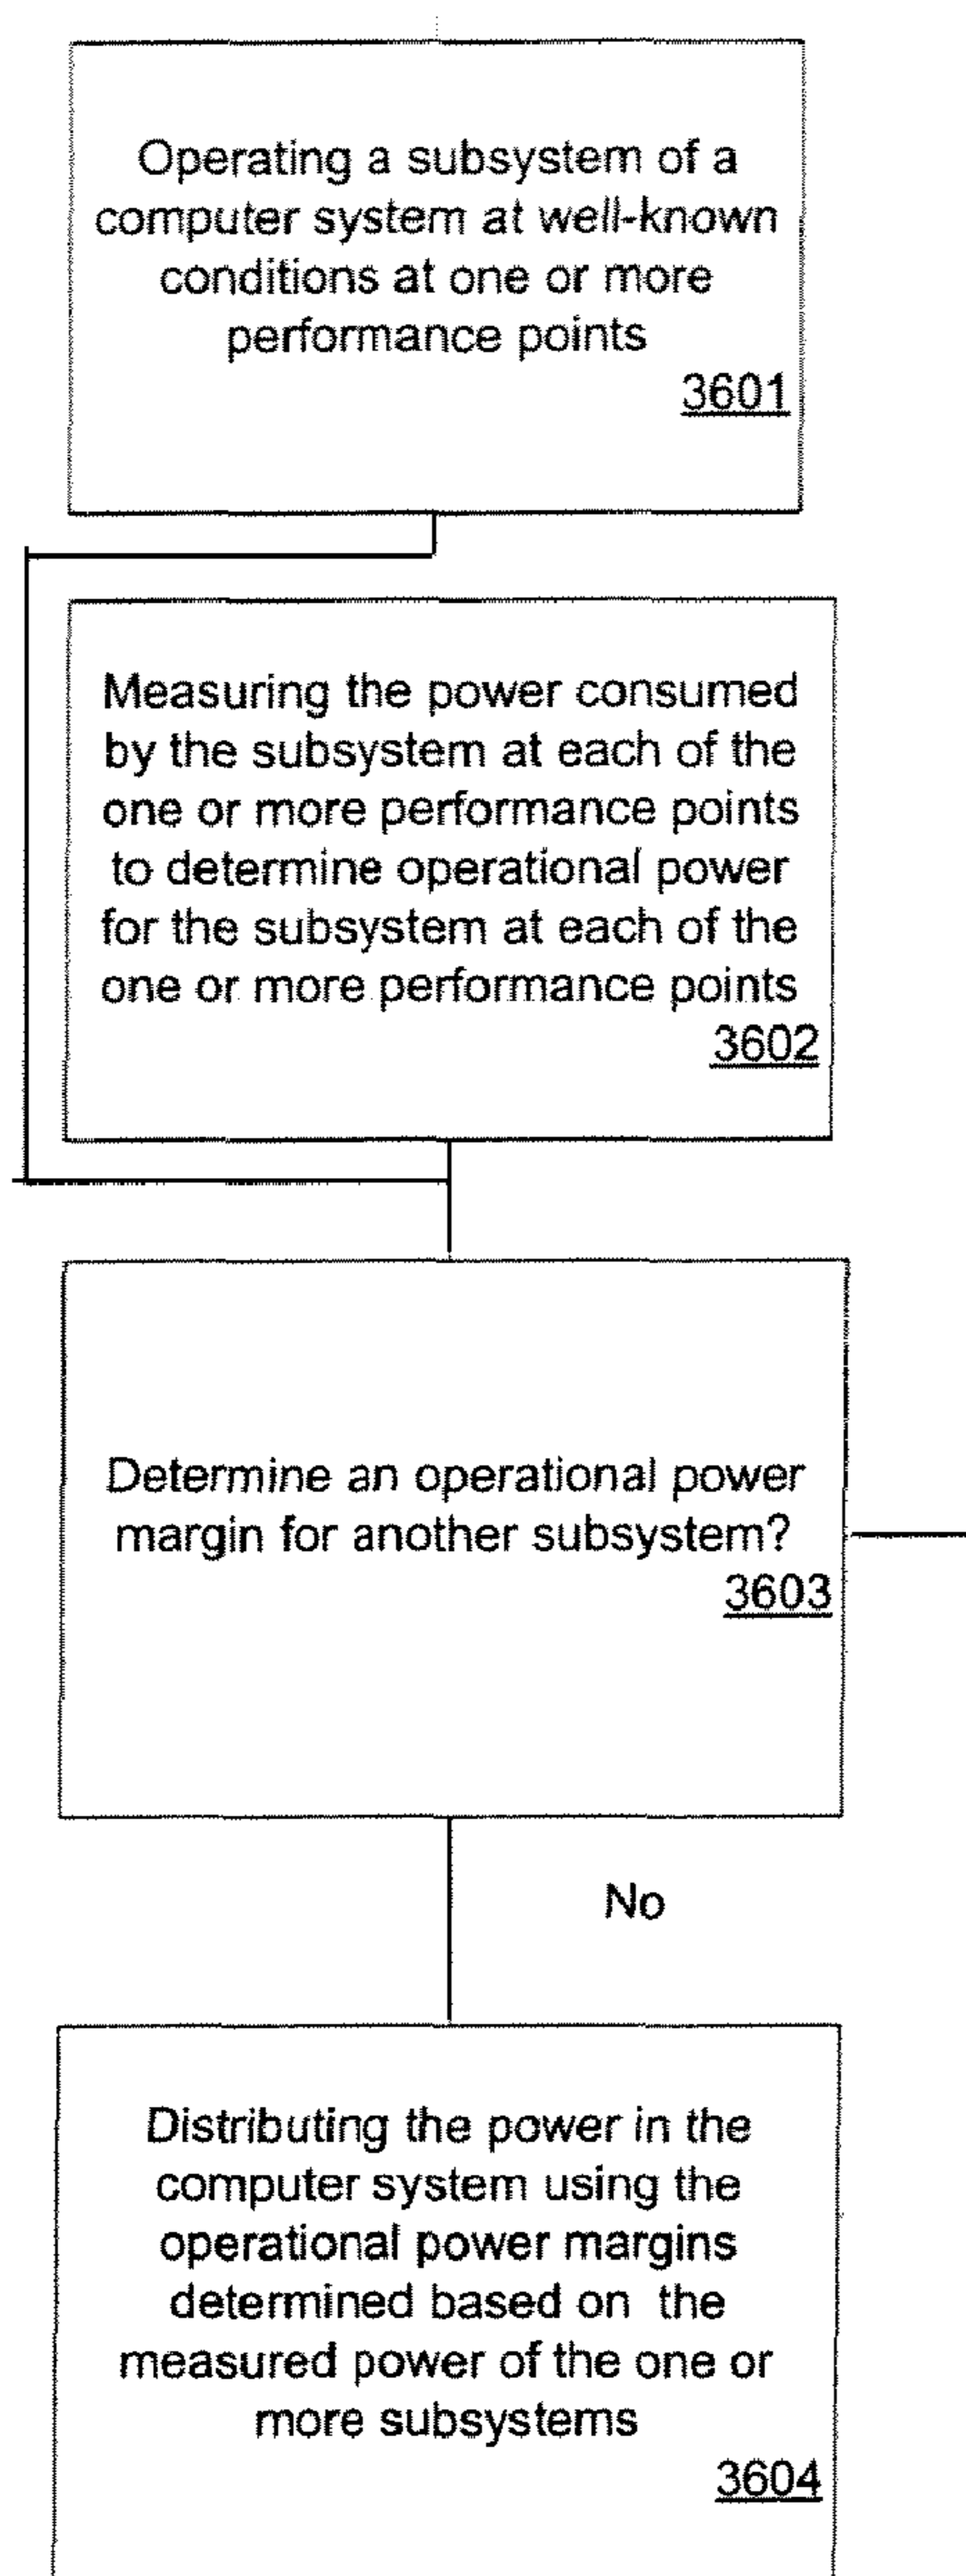 Operating a subsystem of a
computer system at well-known
conditions at one or more
performance points
3601
Measuring the power consumed
by the subsystem at each of the
one or more performance points
to determine operational power
for the subsystem at each of the
one or more performance points
3602
Determine an operational power
margin for another subsystem?
3603
No
Distributing the power in the
computer system using the
operational power margins
determined based on the
measured power of the one or
more subsystems
3604